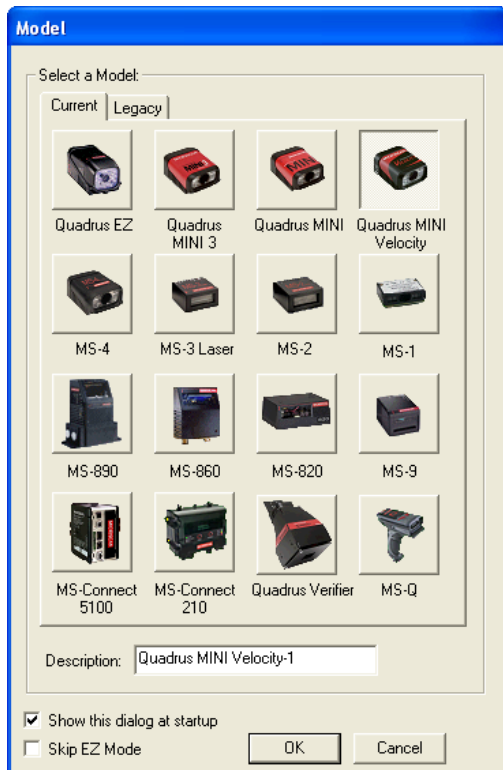 Model
Select a Model:
Current Legacy
Quadrus EZ Quadrus MINI 3 Quadrus MINI Quadrus MINI Velocity
MS-4 MS-3 Laser MS-2 MS-1
MS-890 MS-860 MS-820 MS-9
MS-Connect 5100 MS-Connect 210 Quadrus Verifier MS-Q
Description: Quadrus MINI Velocity-1
Show this dialog at startup
Skip EZ Mode OK Cancel